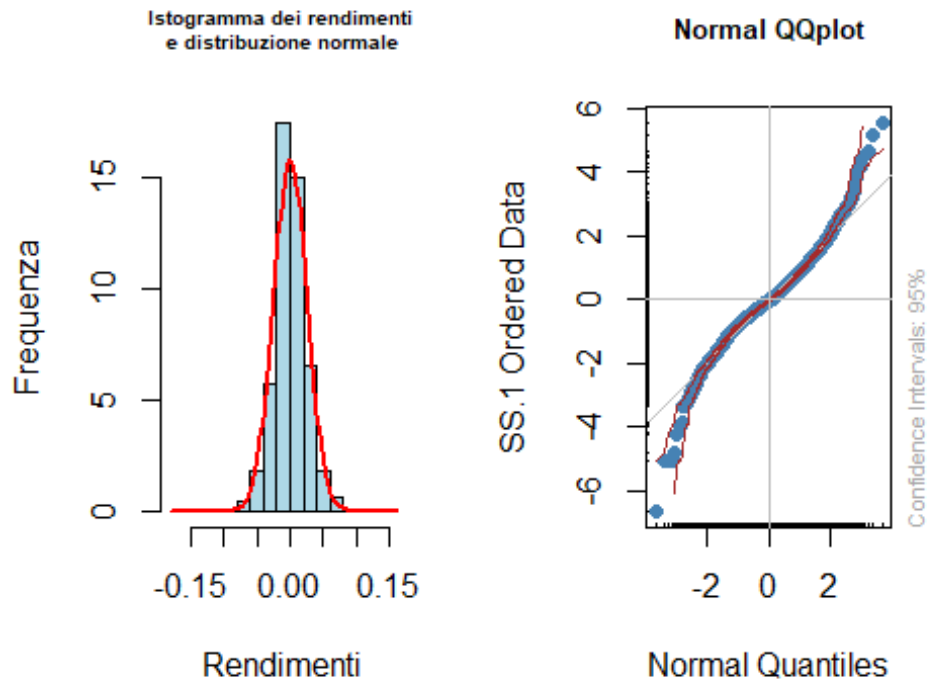 Istogramma dei rendimenti
e distribuzione normale
Frequenza
15
10
5
0
-0.15 0.00 0.15
Rendimenti
Normal QQplot
SS.1 Ordered Data
6
4
2
0
-2
-4
-6
-2 0 2
Normal Quantiles
Confidence Intervals: 95%